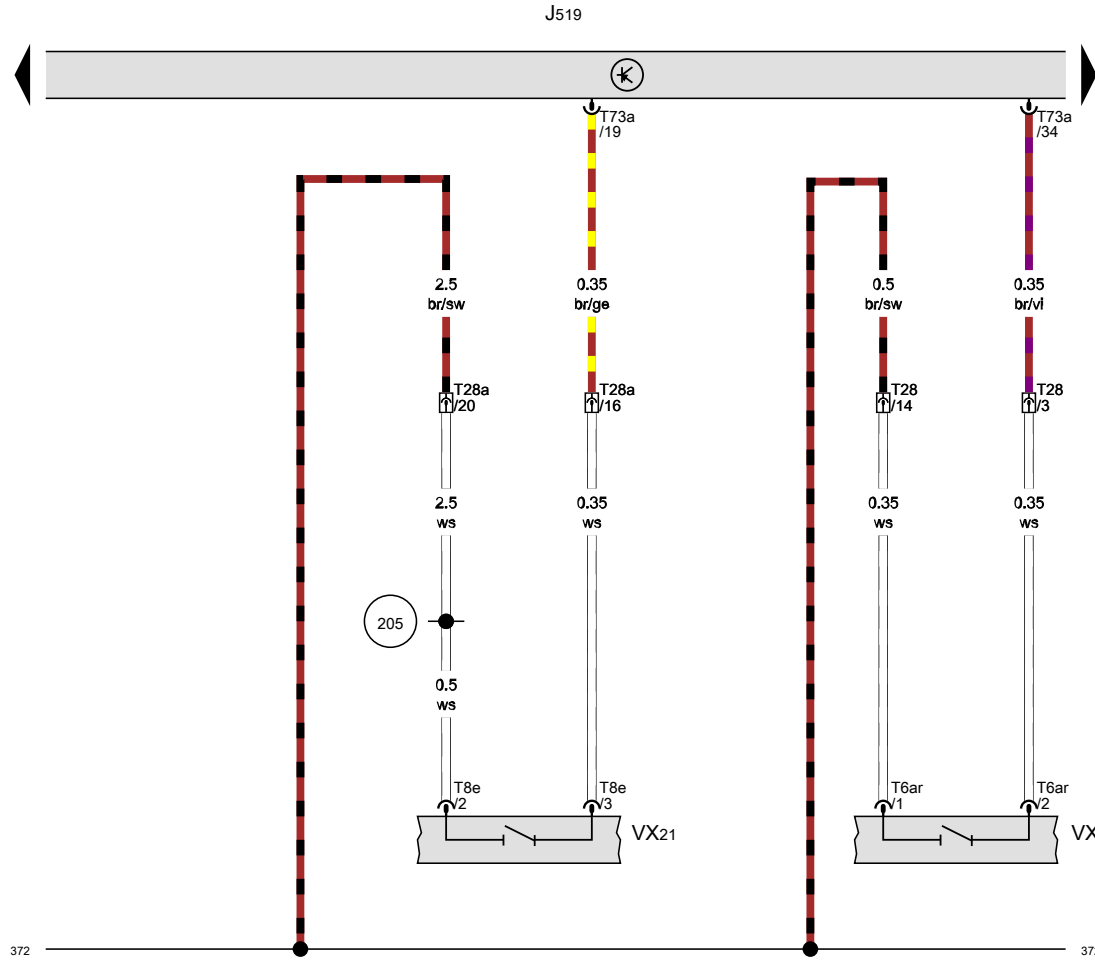 J519
T73a
/19
T73a
/34
2.5
br/sw
0.35
br/ge
0.5
br/sw
0.35
br/vi
T28a
/20
T28a
/16
T28
/14
T28
/3
2.5
ws
0.35
ws
0.35
ws
0.35
ws
205
0.5
ws
T8e
/2
T8e
/3
T6ar
/1
T6ar
/2
VX21
VX
372
37